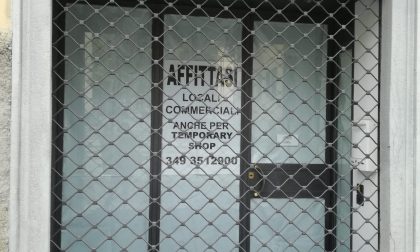 AFFITTASI
LOCALI
COMMERCIALI
ANCHE PER
TEMPORARY
SHOP
349 3512900